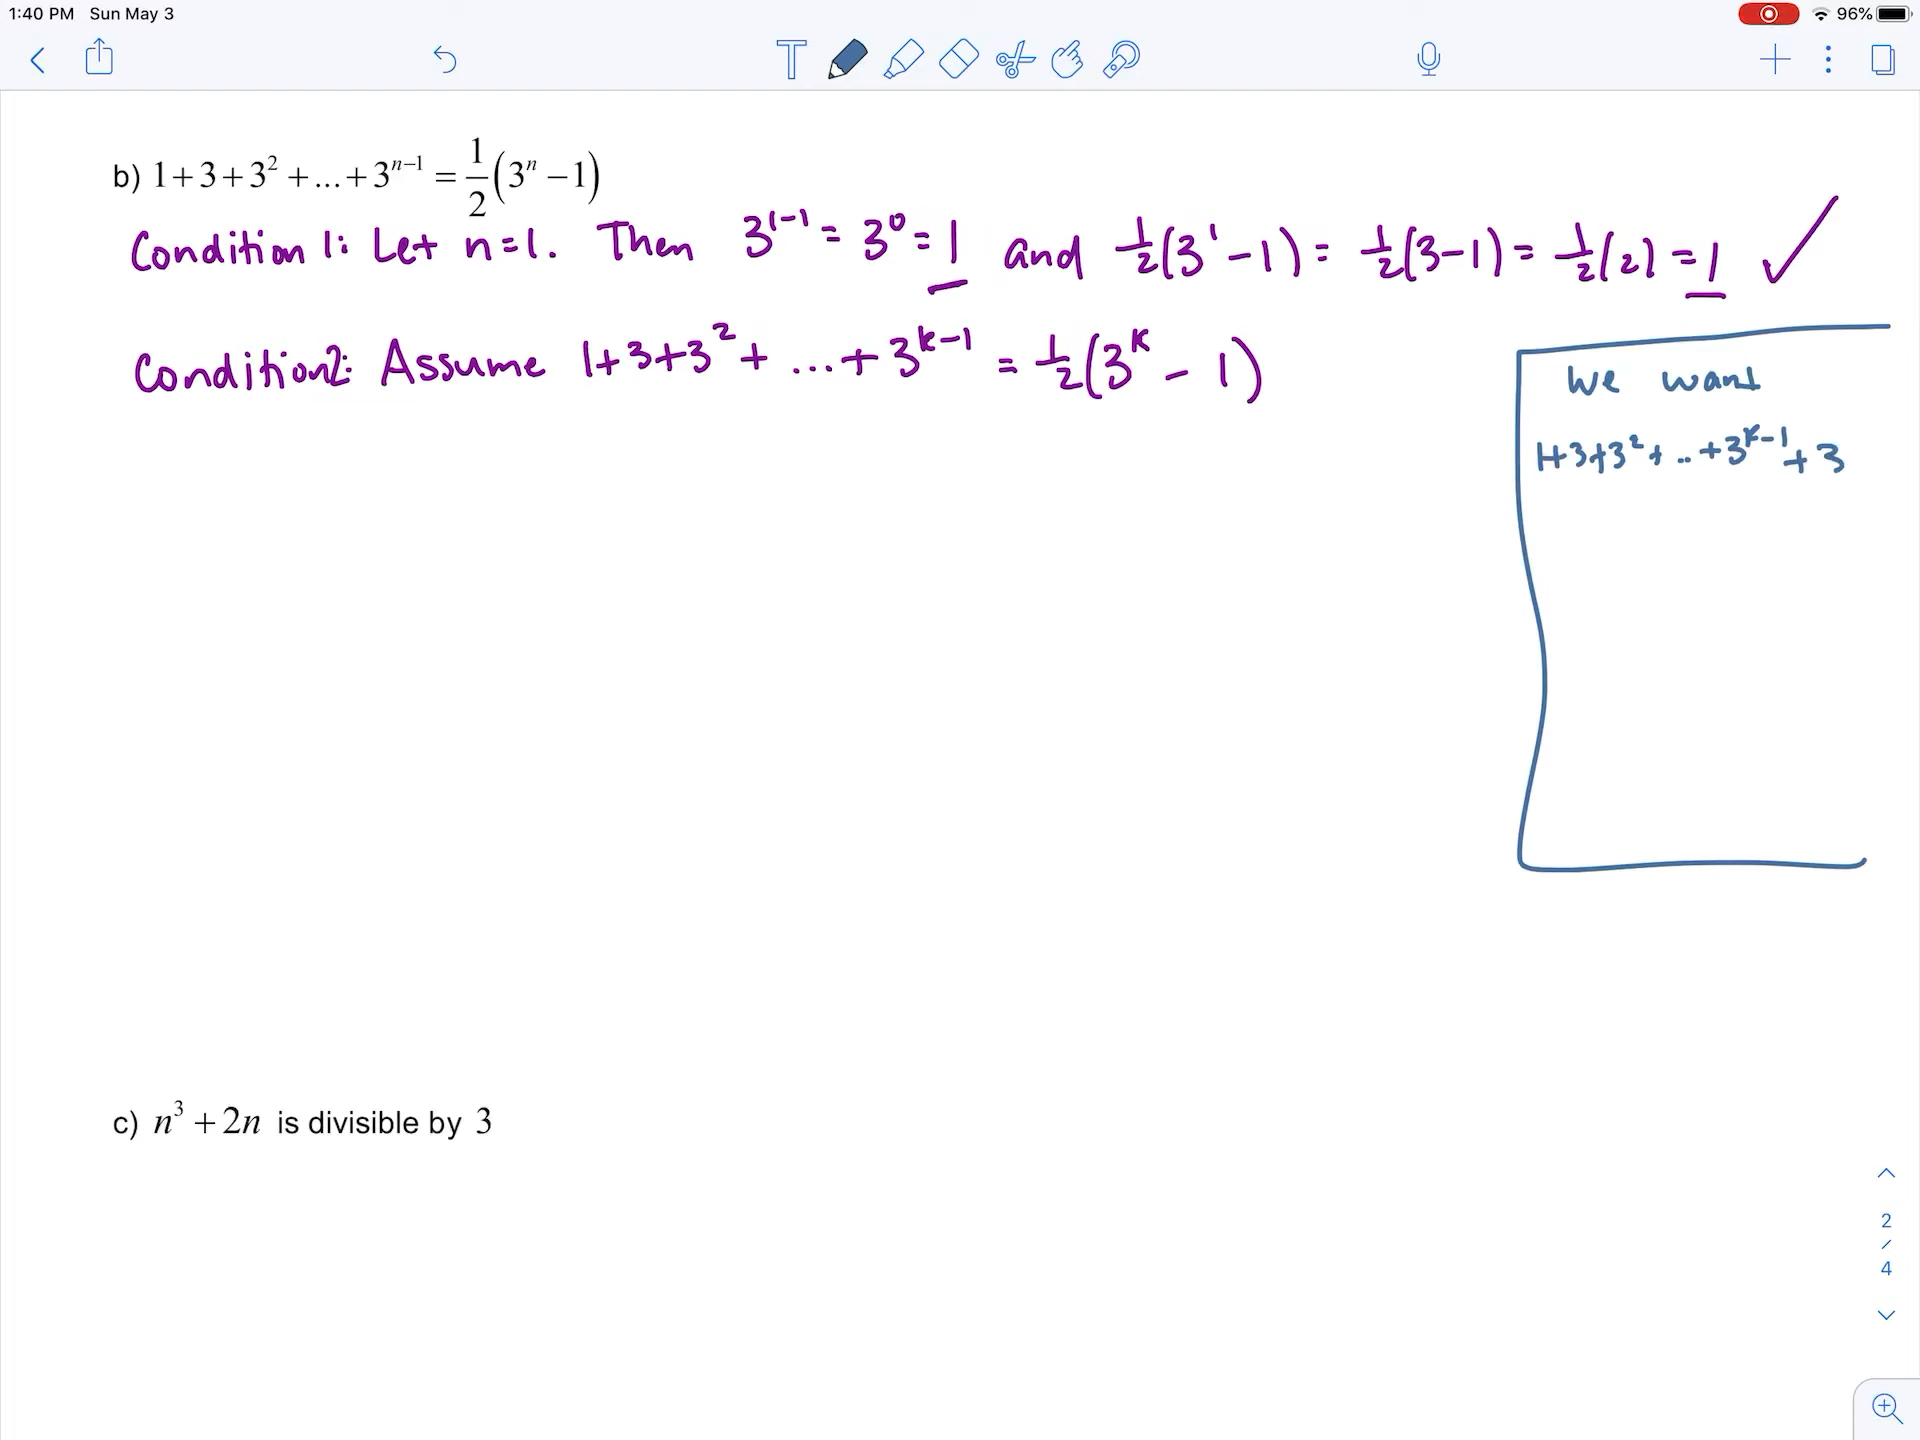 1:40 PM Sun May 3
96%
b) 1+3+3² + ... + 3ⁿ⁻¹ = 1/2 (3ⁿ − 1)
Condition 1: Let n=1. Then 3¹⁻¹ = 3⁰ = 1 and 1/2(3¹ − 1) = 1/2(3−1) = 1/2(2) = 1 ✓
Condition 2: Assume 1+3+3² + ... + 3ᵏ⁻¹ = 1/2(3ᵏ − 1)
We want
1+3+3² + .. + 3ᵏ⁻¹ + 3
c) n³ + 2n is divisible by 3
2
/
4